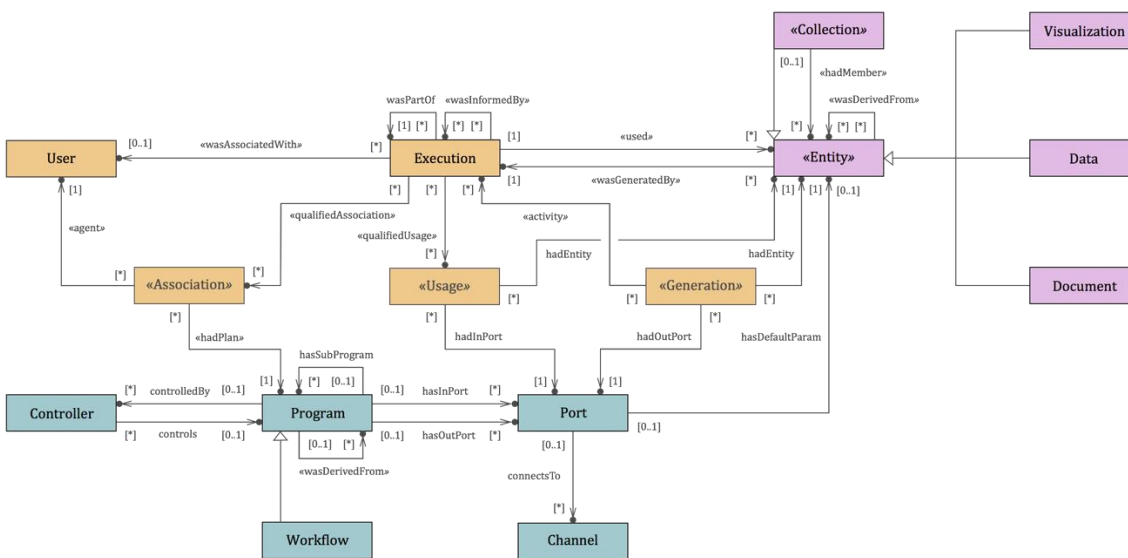 «Collection»
Visualization
[0..1]
«hadMember»
wasPartOf
«wasInformedBy»
«wasDerivedFrom»
[1] [*]
[*] [*]
[*]
[*] [*]
[0..1]
«wasAssociatedWith»
[*]
[1]
«used»
[*]
User
Execution
«Entity»
Data
[1]
[*]
[*]
[*]
[1]
«wasGeneratedBy»
[*]
[1]
[1]
[0..1]
«agent»
«qualifiedAssociation»
«activity»
«qualifiedUsage»
hadEntity
hadEntity
[*]
[*]
[*]
«Association»
«Usage»
«Generation»
Document
[*]
[*]
[*]
[*]
[*]
[*]
«hadPlan»
hadInPort
hadOutPort
hasDefaultParam
hasSubProgram
[*]
controlledBy
[0..1]
[1]
[*]
[0..1]
[0..1]
hasInPort
[*]
[1]
[1]
Controller
Program
Port
[*]
controls
[0..1]
[0..1]
[*]
[0..1]
hasOutPort
[*]
[0..1]
[0..1]
«wasDerivedFrom»
connectsTo
[*]
Workflow
Channel